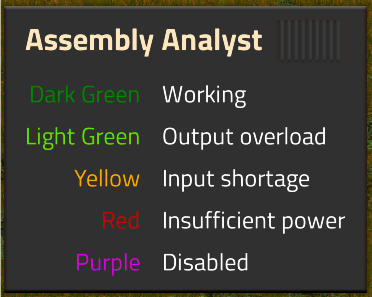 Assembly Analyst
Dark Green Working
Light Green Output overload
Yellow Input shortage
Red Insufficient power
Purple Disabled